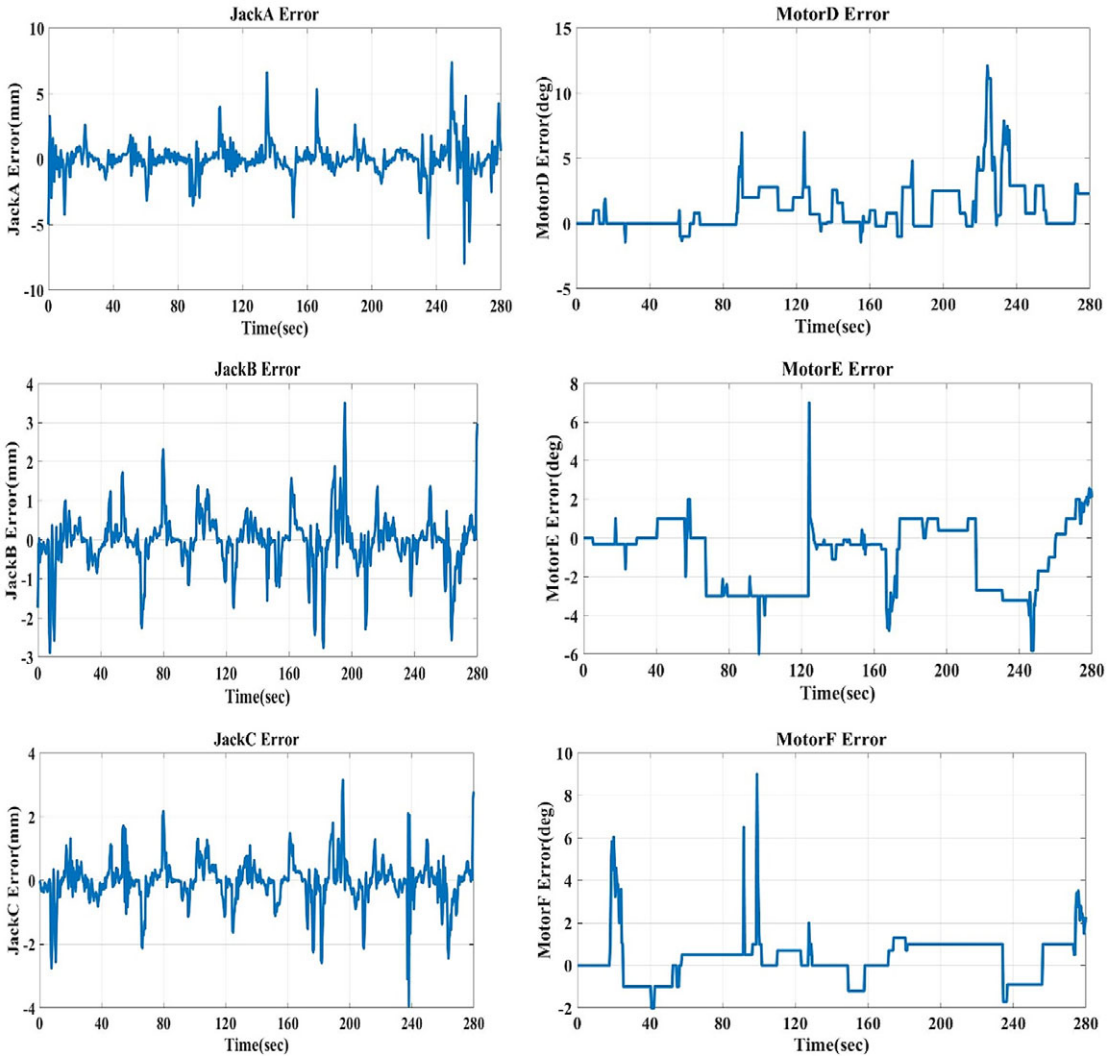 JackA Error
JackA Error(mm)
10
5
0
-5
-10
0 40 80 120 160 200 240 280
Time(sec)
MotorD Error
MotorD Error(deg)
15
10
5
0
-5
40 80 120 160 200 240 280
Time(sec)
JackB Error
JackB Error(mm)
4
3
2
1
0
-1
-2
-3
0 40 80 120 160 200 240 280
Time(sec)
MotorE Error
MotorE Error(deg)
8
6
4
2
0
-2
-4
-6
0 40 80 120 160 200 240 280
Time(sec)
JackC Error
JackC Error(mm)
4
2
0
-2
-4
0 40 80 120 160 200 240 280
Time(sec)
MotorF Error
MotorF Error(deg)
10
8
6
4
2
0
-2
0 40 80 120 160 200 240 280
Time(sec)